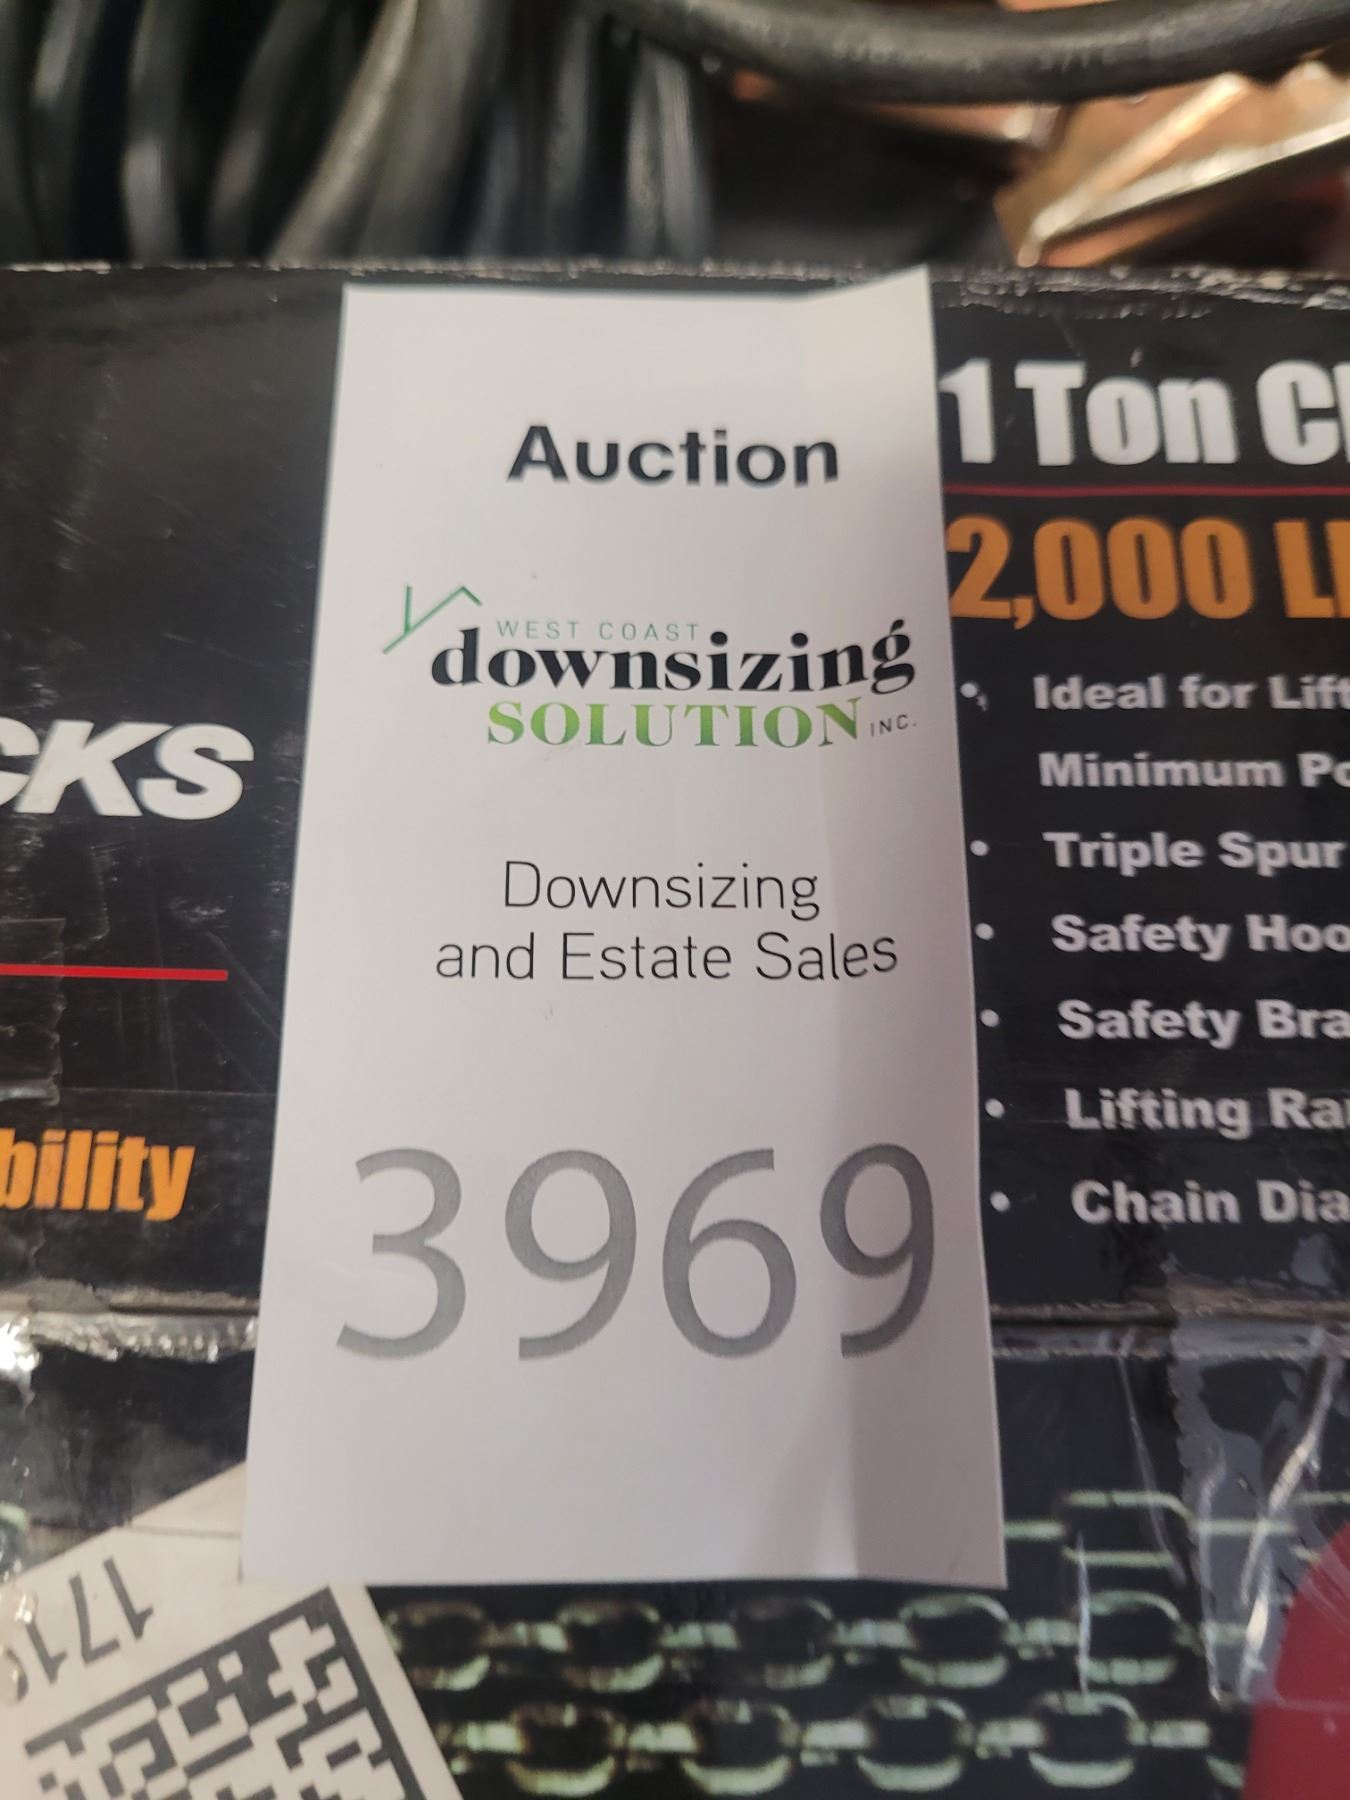 Auction
WEST COAST
downsizing
SOLUTION INC.
Downsizing
and Estate Sales
3969
CKS
bility
1 Ton C
2,000 L
• Ideal for Lift
Minimum Po
• Triple Spur
• Safety Hoo
• Safety Bra
• Lifting Ra
• Chain Dia
171